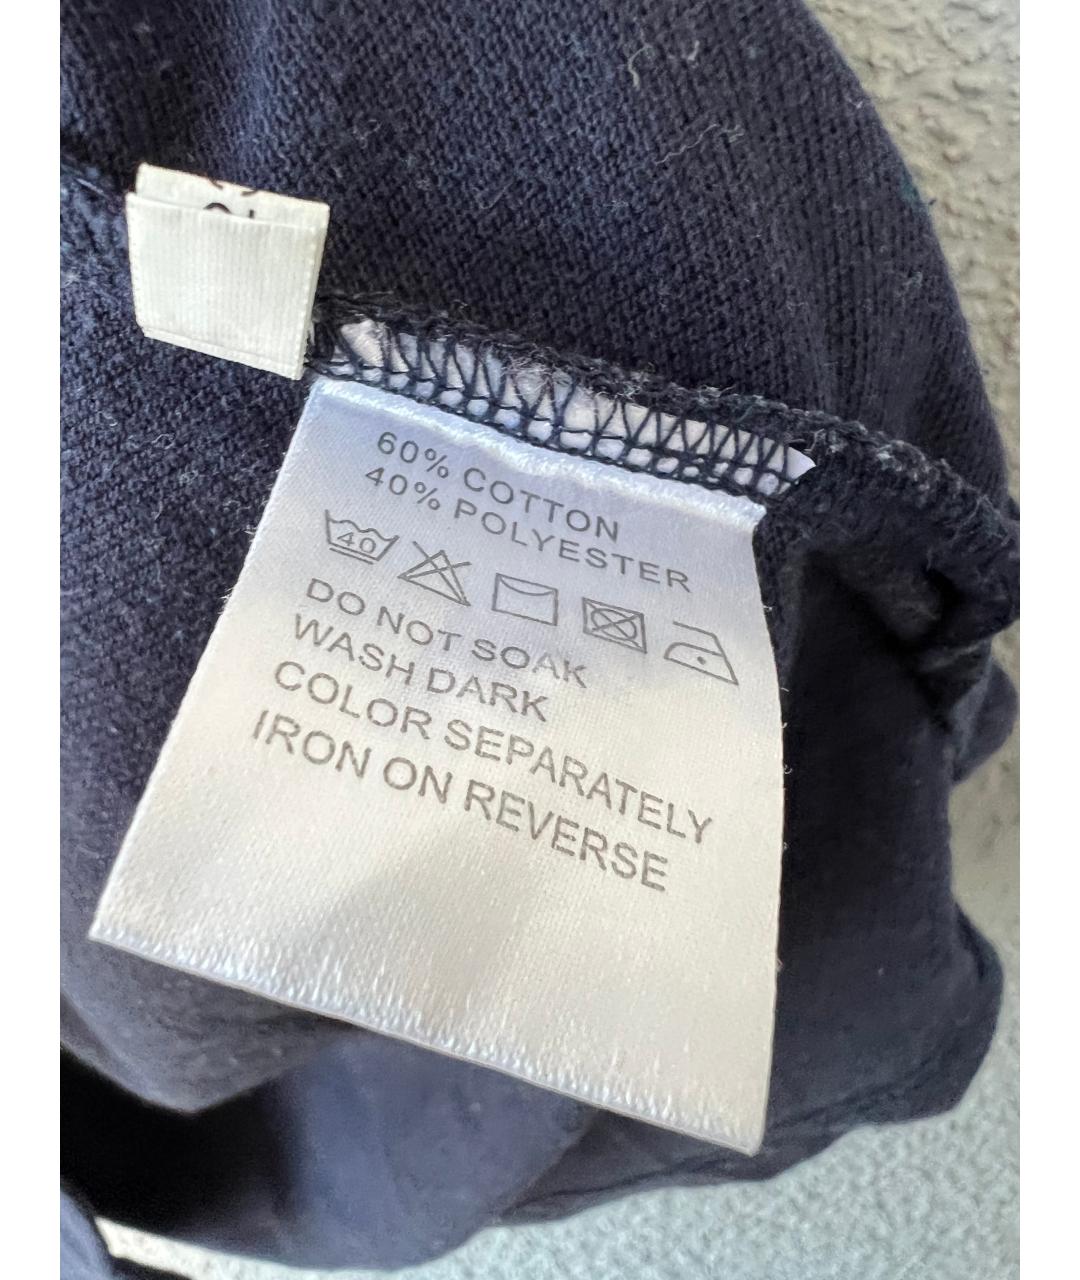 60% COTTON
40% POLYESTER
40
DO NOT SOAK
WASH DARK
COLOR SEPARATELY
IRON ON REVERSE